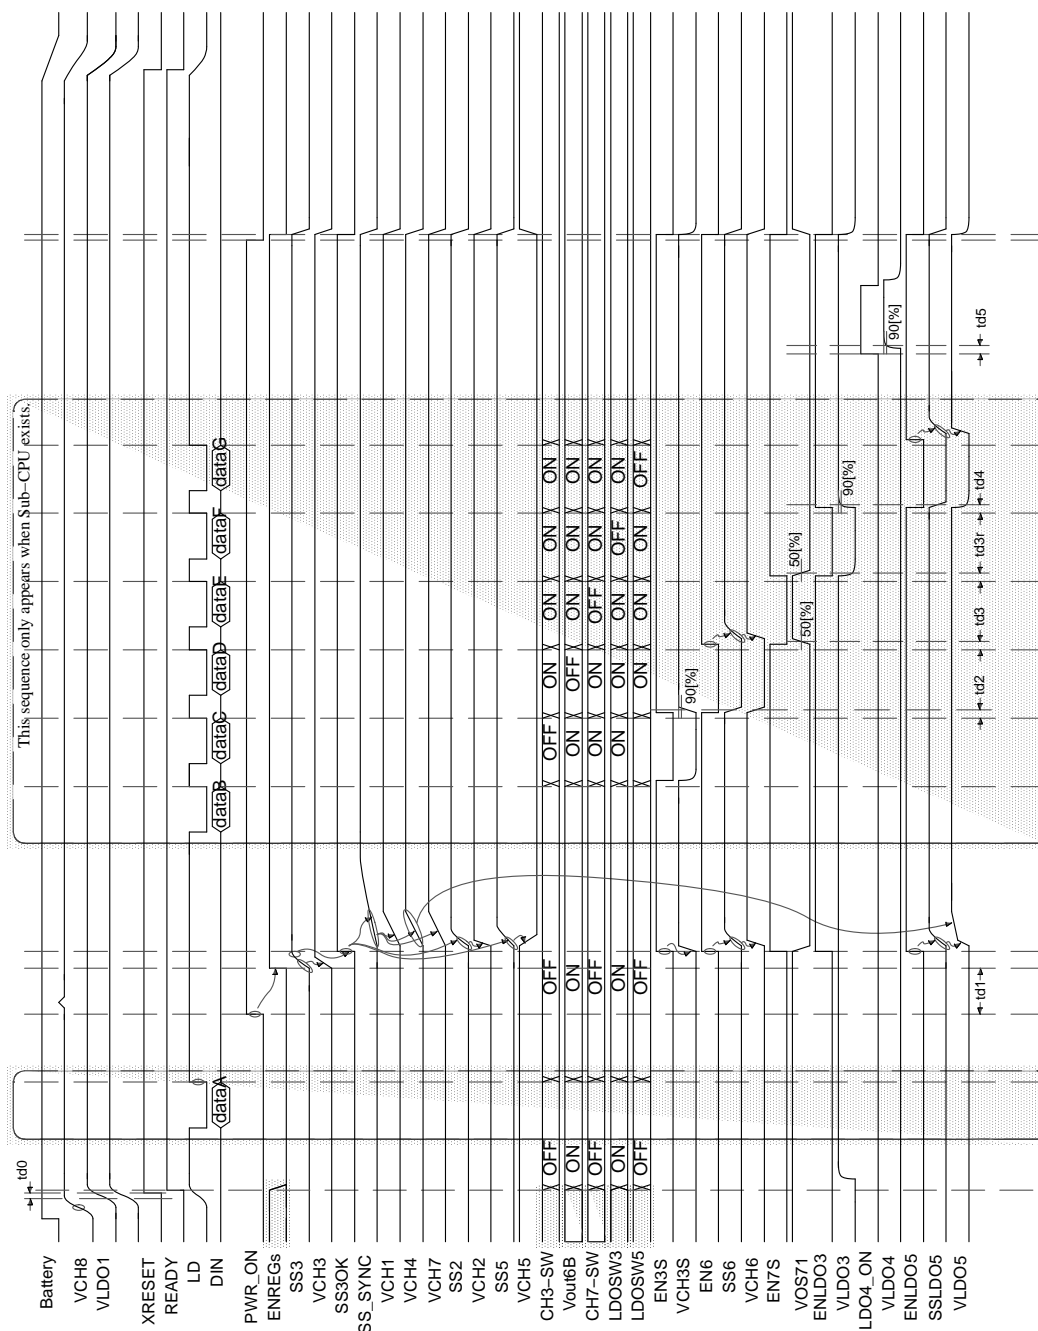 Battery
VCH8
VLDO1
XRESET
READY
LD
DIN
PWR_ON
ENREGs
SS3
VCH3
SS3OK
SS_SYNC
VCH1
VCH4
VCH7
SS2
VCH2
SS5
VCH5
CH3–SW
Vout6B
CH7–SW
LDOSW3
LDOSW5
EN3S
VCH3S
EN6
SS6
VCH6
EN7S
VOS71
ENLDO3
VLDO3
LDO4_ON
VLDO4
ENLDO5
SSLDO5
VLDO5
td0
OFF
ON
OFF
ON
OFF
dataA
td1
OFF
ON
OFF
ON
OFF
This sequence only appears when Sub–CPU exists.
dataB
dataC
dataD
dataE
dataF
dataG
OFF ON ON ON ON
ON OFF ON ON ON
ON ON OFF ON ON
ON ON ON OFF ON
ON ON ON OFF
90[%]
50[%]
50[%]
90[%]
90[%]
td2
td3
td3r
td4
td5